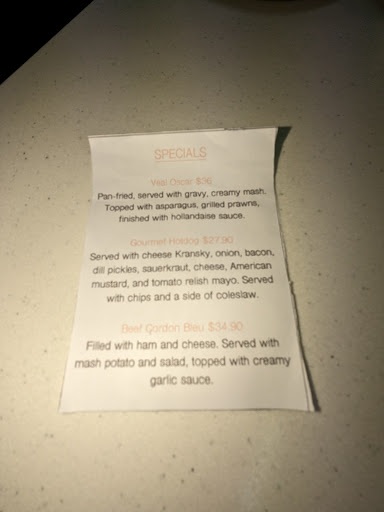 SPECIALS
Veal Oscar $36
Pan-fried, served with gravy, creamy mash.
Topped with asparagus, grilled prawns,
finished with hollandaise sauce.
Gourmet Hotdog $27.90
Served with cheese Kransky, onion, bacon,
dill pickles, sauerkraut, cheese, American
mustard, and tomato relish mayo. Served
with chips and a side of coleslaw.
Beef Gordon Bleu $34.90
Filled with ham and cheese. Served with
mash potato and salad, topped with creamy
garlic sauce.